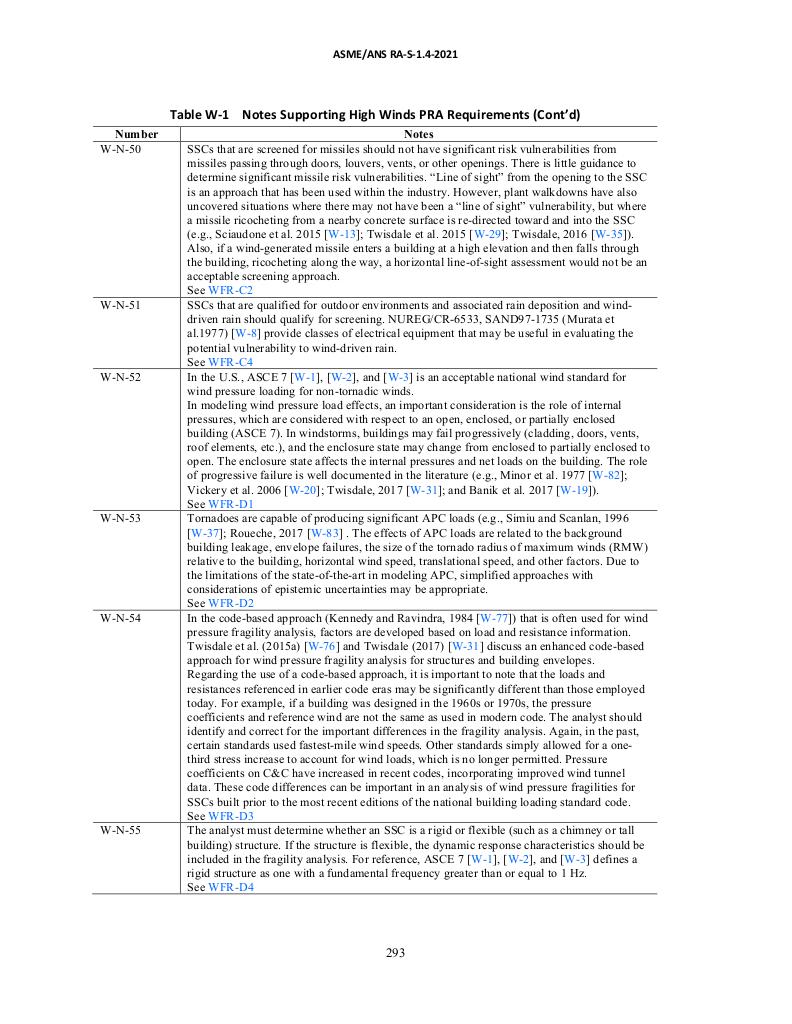 ASME/ANS RA-S-1.4-2021
Table W-1 Notes Supporting High Winds PRA Requirements (Cont’d)
Number Notes
W-N-50 SSCs that are screened for missiles should not have significant risk vulnerabilities from
missiles passing through doors, louvers, vents, or other openings. There is little guidance to
determine significant missile risk vulnerabilities. “Line of sight” from the opening to the SSC
is an approach that has been used within the industry. However, plant walkdowns have also
uncovered situations where there may not have been a “line of sight” vulnerability, but where
a missile ricocheting from a nearby concrete surface is re-directed toward and into the SSC
(e.g., Sciaudone et al. 2015 [W-13]; Twisdale et al. 2015 [W-29]; Twisdale, 2016 [W-35]).
Also, if a wind-generated missile enters a building at a high elevation and then falls through
the building, ricocheting along the way, a horizontal line-of-sight assessment would not be an
acceptable screening approach.
See WFR-C2
W-N-51 SSCs that are qualified for outdoor environments and associated rain deposition and wind-
driven rain should qualify for screening. NUREG/CR-6533, SAND97-1735 (Murata et
al.1977) [W-8] provide classes of electrical equipment that may be useful in evaluating the
potential vulnerability to wind-driven rain.
See WFR-C4
W-N-52 In the U.S., ASCE 7 [W-1], [W-2], and [W-3] is an acceptable national wind standard for
wind pressure loading for non-tornadic winds.
In modeling wind pressure load effects, an important consideration is the role of internal
pressures, which are considered with respect to an open, enclosed, or partially enclosed
building (ASCE 7). In windstorms, buildings may fail progressively (cladding, doors, vents,
roof elements, etc.), and the enclosure state may change from enclosed to partially enclosed to
open. The enclosure state affects the internal pressures and net loads on the building. The role
of progressive failure is well documented in the literature (e.g., Minor et al. 1977 [W-82];
Vickery et al. 2006 [W-20]; Twisdale, 2017 [W-31]; and Banik et al. 2017 [W-19]).
See WFR-D1
W-N-53 Tornadoes are capable of producing significant APC loads (e.g., Simiu and Scanlan, 1996
[W-37]; Roueche, 2017 [W-83] . The effects of APC loads are related to the background
building leakage, envelope failures, the size of the tornado radius of maximum winds (RMW)
relative to the building, horizontal wind speed, translational speed, and other factors. Due to
the limitations of the state-of-the-art in modeling APC, simplified approaches with
considerations of epistemic uncertainties may be appropriate.
See WFR-D2
W-N-54 In the code-based approach (Kennedy and Ravindra, 1984 [W-77]) that is often used for wind
pressure fragility analysis, factors are developed based on load and resistance information.
Twisdale et al. (2015a) [W-76] and Twisdale (2017) [W-31] discuss an enhanced code-based
approach for wind pressure fragility analysis for structures and building envelopes.
Regarding the use of a code-based approach, it is important to note that the loads and
resistances referenced in earlier code eras may be significantly different than those employed
today. For example, if a building was designed in the 1960s or 1970s, the pressure
coefficients and reference wind are not the same as used in modern code. The analyst should
identify and correct for the important differences in the fragility analysis. Again, in the past,
certain standards used fastest-mile wind speeds. Other standards simply allowed for a one-
third stress increase to account for wind loads, which is no longer permitted. Pressure
coefficients on C&C have increased in recent codes, incorporating improved wind tunnel
data. These code differences can be important in an analysis of wind pressure fragilities for
SSCs built prior to the most recent editions of the national building loading standard code.
See WFR-D3
W-N-55 The analyst must determine whether an SSC is a rigid or flexible (such as a chimney or tall
building) structure. If the structure is flexible, the dynamic response characteristics should be
included in the fragility analysis. For reference, ASCE 7 [W-1], [W-2], and [W-3] defines a
rigid structure as one with a fundamental frequency greater than or equal to 1 Hz.
See WFR-D4
293